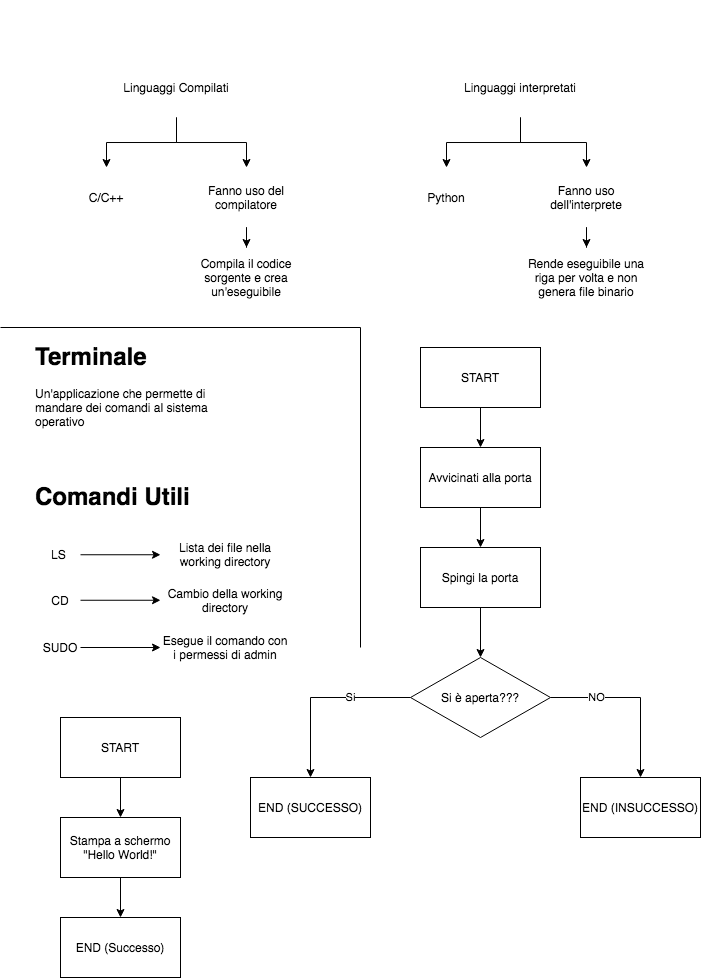 Linguaggi Compilati
Linguaggi interpretati
C/C++
Fanno uso del
compilatore
Python
Fanno uso
dell'interprete
Compila il codice
sorgente e crea
un'eseguibile
Rende eseguibile una
riga per volta e non
genera file binario
Terminale
Un'applicazione che permette di
mandare dei comandi al sistema
operativo
Comandi Utili
LS
Lista dei file nella
working directory
CD
Cambio della working
directory
SUDO
Esegue il comando con
i permessi di admin
START
Avvicinati alla porta
Spingi la porta
Si è aperta???
Si
NO
END (SUCCESSO)
END (INSUCCESSO)
START
Stampa a schermo
"Hello World!"
END (Successo)